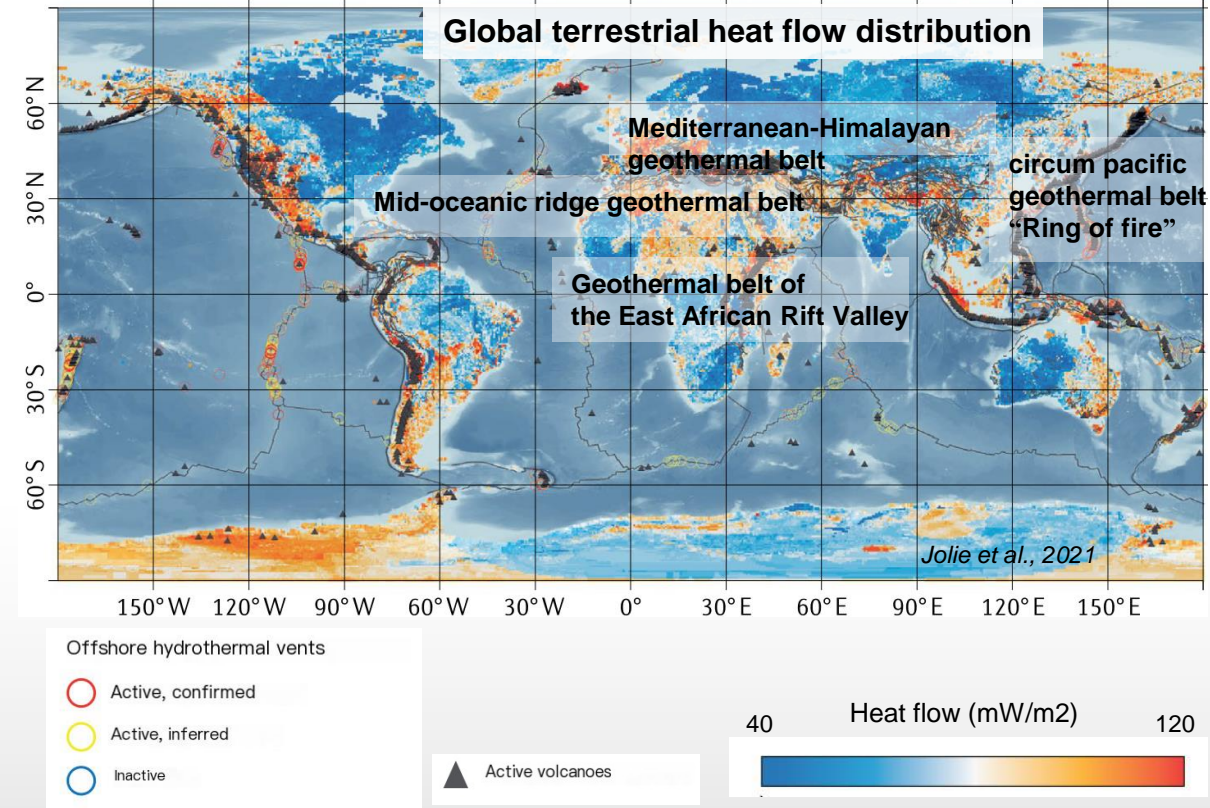 Global terrestrial heat flow distribution
60° N
30° N
0°
30° S
60° S
Mediterranean-Himalayan
geothermal belt
circum pacific
geothermal belt
“Ring of fire”
Mid-oceanic ridge geothermal belt
Geothermal belt of
the East African Rift Valley
Jolie et al., 2021
150° W 120° W 90° W 60° W 30° W 0° 30° E 60° E 90° E 120° E 150° E
Offshore hydrothermal vents
Active, confirmed
Active, inferred
Inactive
Active volcanoes
Heat flow (mW/m2)
40 120